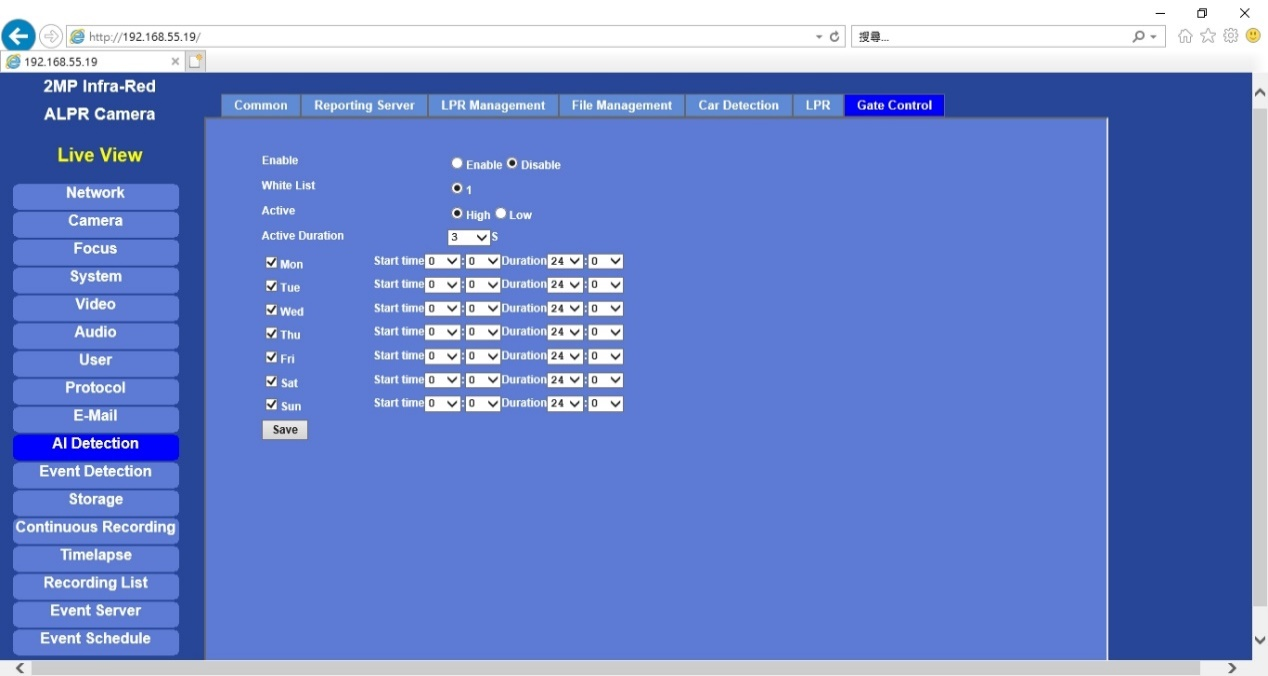 http://192.168.55.19/
搜尋...
192.168.55.19
2MP Infra-Red
ALPR Camera
Live View
Network
Camera
Focus
System
Video
Audio
User
Protocol
E-Mail
AI Detection
Event Detection
Storage
Continuous Recording
Timelapse
Recording List
Event Server
Event Schedule
Common Reporting Server LPR Management File Management Car Detection LPR Gate Control
Enable Enable Disable
White List 1
Active High Low
Active Duration 3 S
Mon Start time 0 : 0 Duration 24 : 0
Tue Start time 0 : 0 Duration 24 : 0
Wed Start time 0 : 0 Duration 24 : 0
Thu Start time 0 : 0 Duration 24 : 0
Fri Start time 0 : 0 Duration 24 : 0
Sat Start time 0 : 0 Duration 24 : 0
Sun Start time 0 : 0 Duration 24 : 0
Save